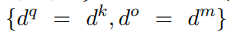 {d^q = d^k, d^o = d^m}